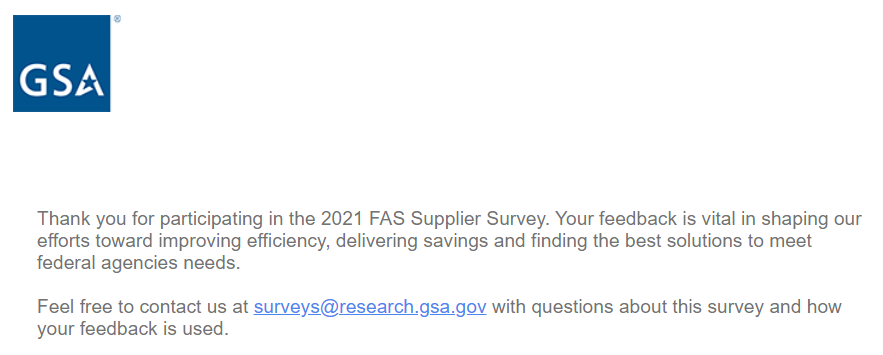 GSA®
Thank you for participating in the 2021 FAS Supplier Survey. Your feedback is vital in shaping our
efforts toward improving efficiency, delivering savings and finding the best solutions to meet
federal agencies needs.
Feel free to contact us at surveys@research.gsa.gov with questions about this survey and how
your feedback is used.